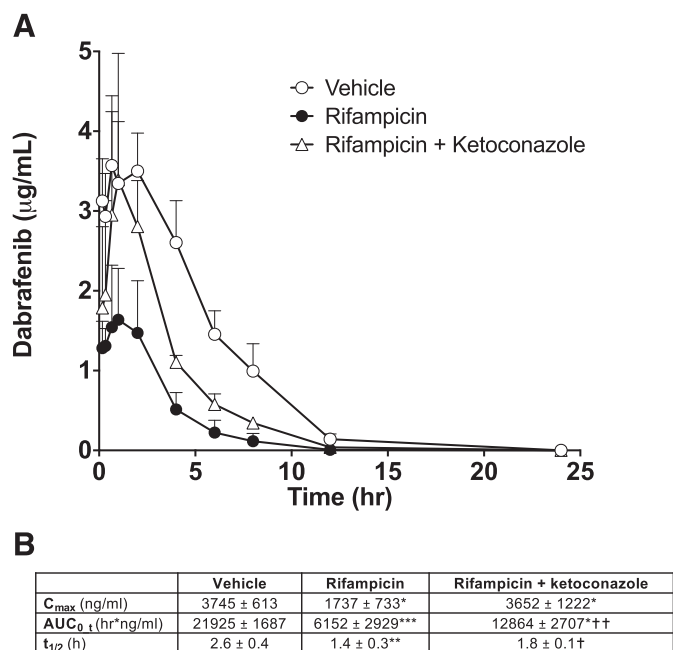 A
5
4
3
2
1
0
Dabrafenib (μg/mL)
Vehicle
Rifampicin
Rifampicin + Ketoconazole
0 5 10 15 20 25
Time (hr)
B
Vehicle Rifampicin Rifampicin + ketoconazole
Cmax (ng/ml) 3745 ± 613 1737 ± 733* 3652 ± 1222*
AUC0_t (hr*ng/ml) 21925 ± 1687 6152 ± 2929*** 12864 ± 2707*††
t1/2 (h) 2.6 ± 0.4 1.4 ± 0.3** 1.8 ± 0.1†